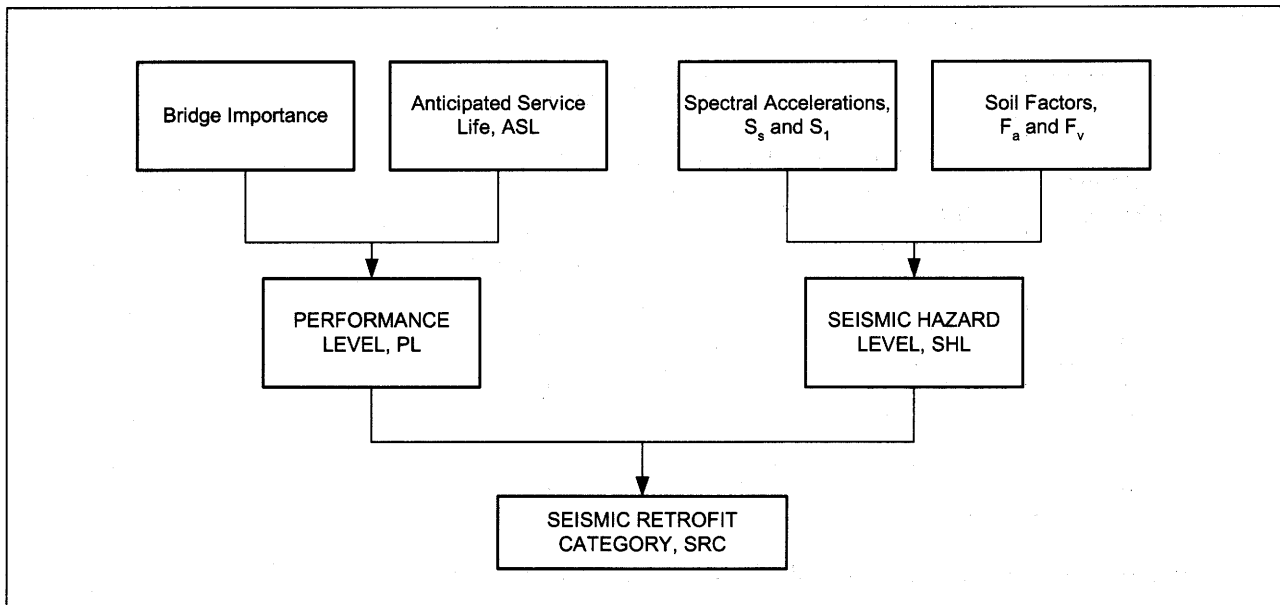 Bridge Importance
Anticipated Service
Life, ASL
Spectral Accelerations,
Sₛ and S₁
Soil Factors,
Fₐ and Fᵥ
PERFORMANCE
LEVEL, PL
SEISMIC HAZARD
LEVEL, SHL
SEISMIC RETROFIT
CATEGORY, SRC